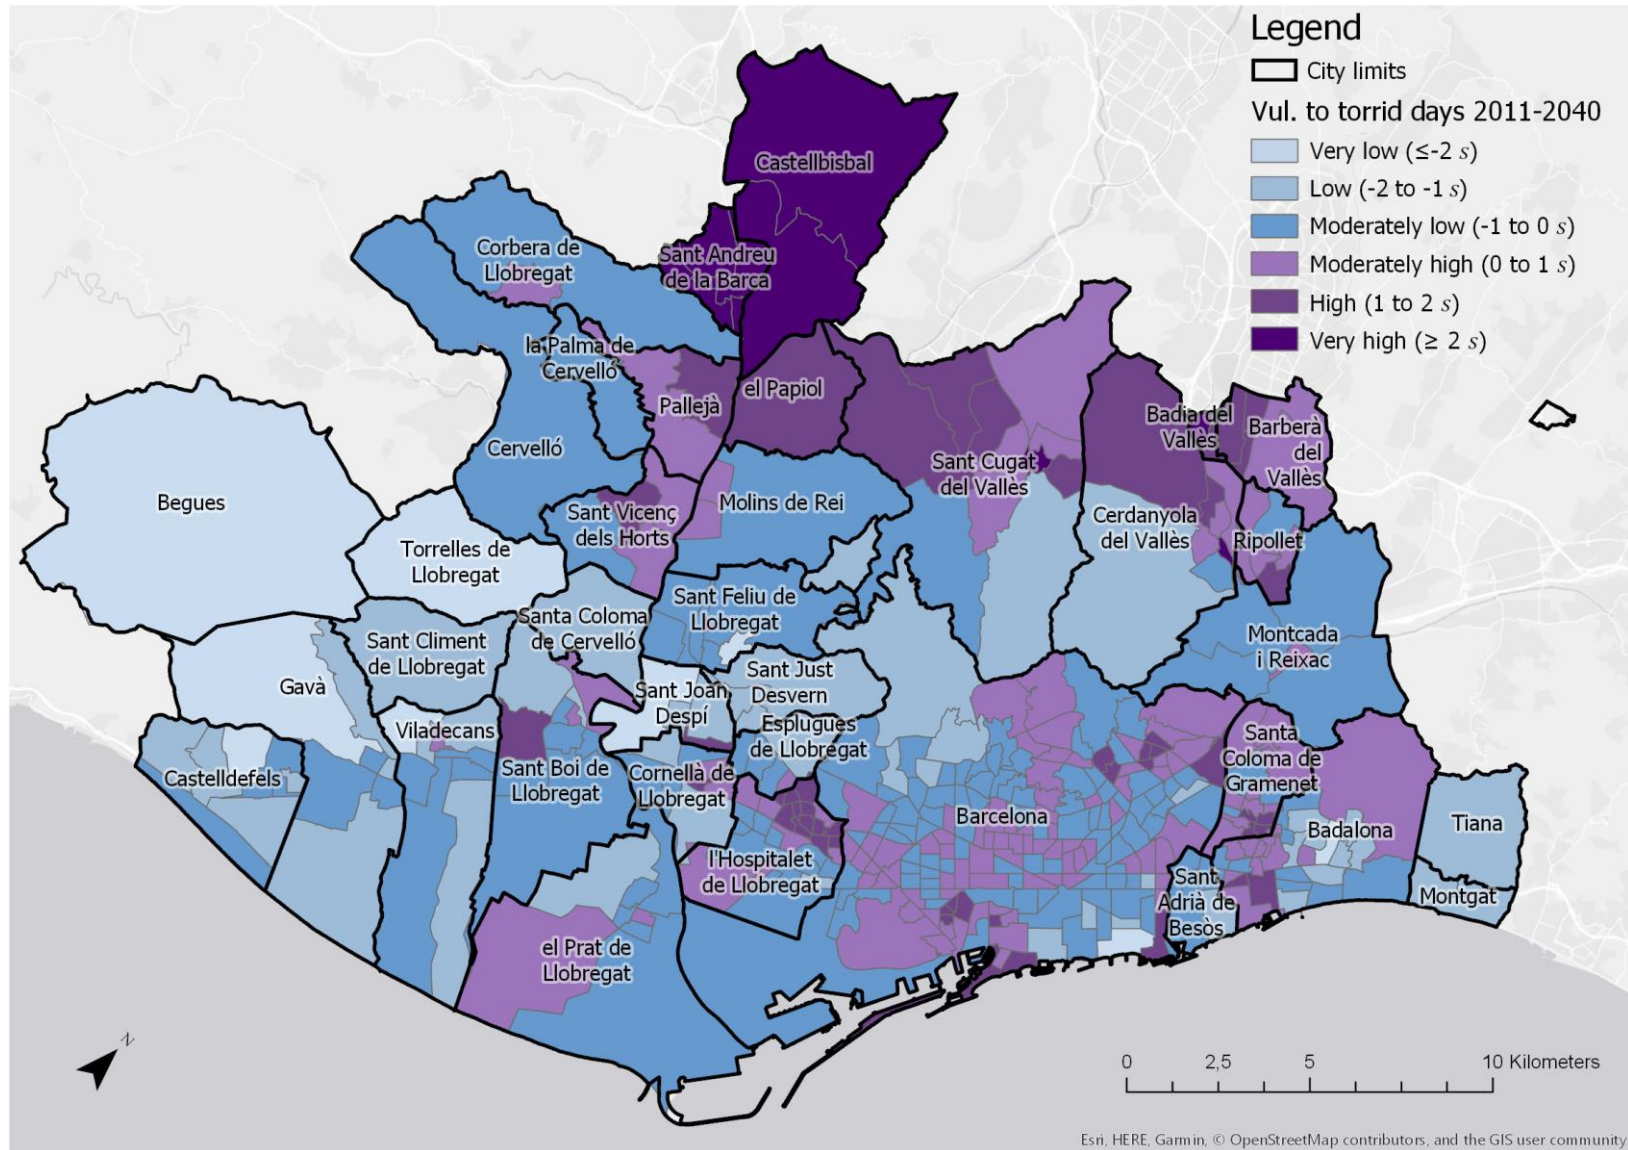 Legend
City limits
Vul. to torrid days 2011-2040
Very low (≤-2 s)
Low (-2 to -1 s)
Moderately low (-1 to 0 s)
Moderately high (0 to 1 s)
High (1 to 2 s)
Very high (≥ 2 s)
Castellbisbal
Corbera de
Llobregat
Sant Andreu
de la Barca
la Palma de
Cervelló
Pallejà
el Papiol
Badia del
Vallès
Barberà
del
Vallès
Cervelló
Sant Cugat
del Vallès
Begues
Molins de Rei
Sant Vicenç
dels Horts
Cerdanyola
del Vallès
Ripollet
Torrelles de
Llobregat
Sant Feliu de
Llobregat
Santa Coloma
de Cervelló
Sant Climent
de Llobregat
Montcada
i Reixac
Gavà
Sant Just
Desvern
Sant Joan
Despí
Viladecans
Esplugues
de Llobregat
Santa
Coloma de
Gramenet
Castelldefels
Sant Boi de
Llobregat
Cornellà de
Llobregat
Barcelona
Badalona
Tiana
l'Hospitalet
de Llobregat
Sant
Adrià de
Besòs
Montgat
el Prat de
Llobregat
N
0 2,5 5 10 Kilometers
Esri, HERE, Garmin, © OpenStreetMap contributors, and the GIS user community